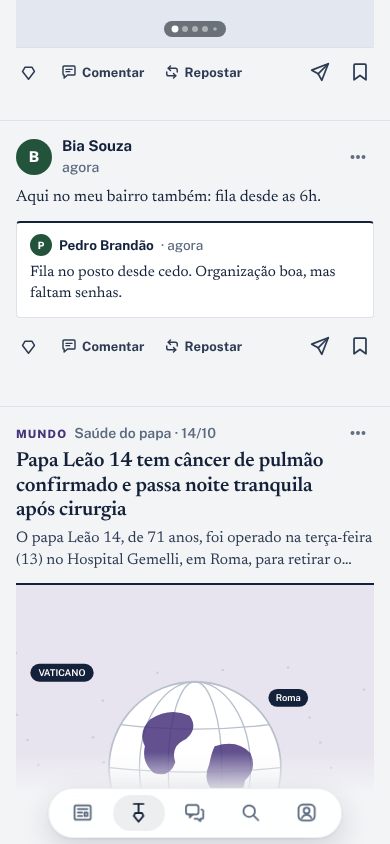 Comentar
Repostar
B
Bia Souza
agora
Aqui no meu bairro também: fila desde as 6h.
P
Pedro Brandão · agora
Fila no posto desde cedo. Organização boa, mas
faltam senhas.
Comentar
Repostar
MUNDO Saúde do papa · 14/10
Papa Leão 14 tem câncer de pulmão
confirmado e passa noite tranquila
após cirurgia
O papa Leão 14, de 71 anos, foi operado na terça-feira
(13) no Hospital Gemelli, em Roma, para retirar o...
VATICANO
Roma